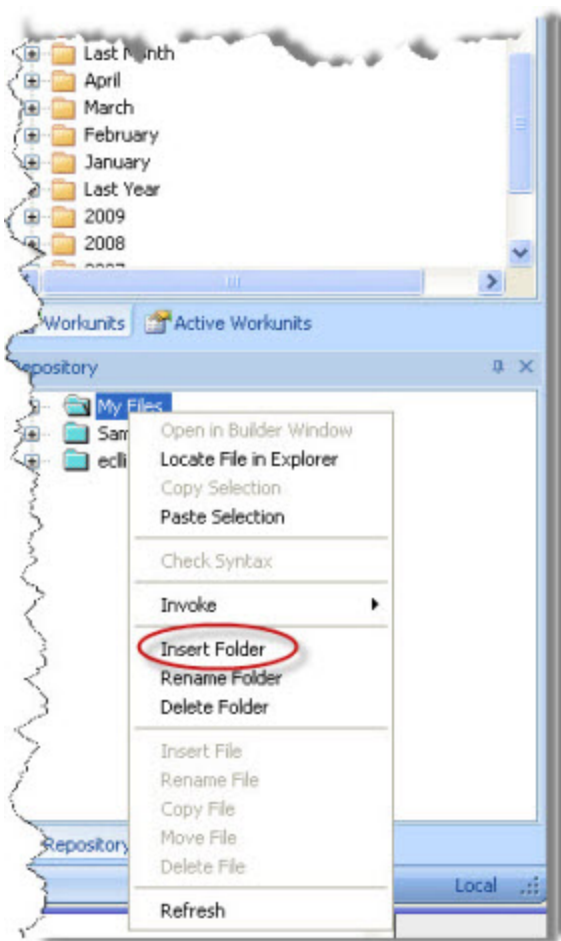 Last
April
March
February
January
Last Year
2009
2008
Workunits
Active Workunits
Repository
My Files
Open in Builder Window
Locate File in Explorer
Copy Selection
Paste Selection
Check Syntax
Invoke
Insert Folder
Rename Folder
Delete Folder
Insert File
Rename File
Copy File
Move File
Delete File
Repository
Local
Refresh